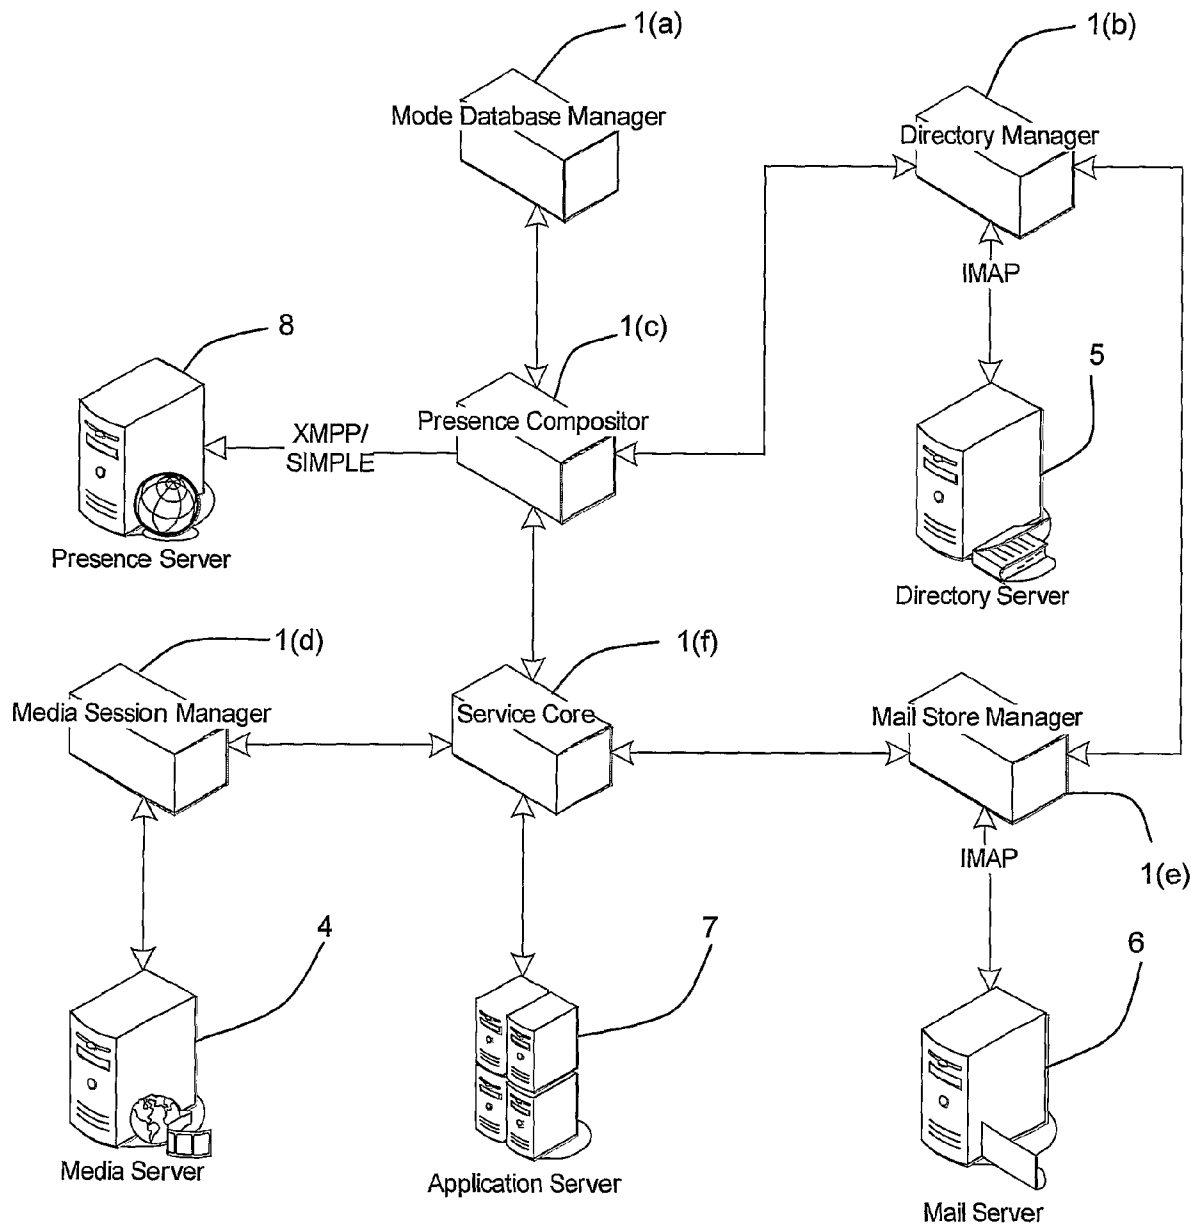 1(a)
1(b)
Mode Database Manager
Directory Manager
IMAP
8
1(c)
5
Presence Compositor
XMPP/
SIMPLE
Presence Server
Directory Server
1(d)
1(f)
Media Session Manager
Service Core
Mail Store Manager
IMAP
1(e)
4
7
6
Media Server
Application Server
Mail Server